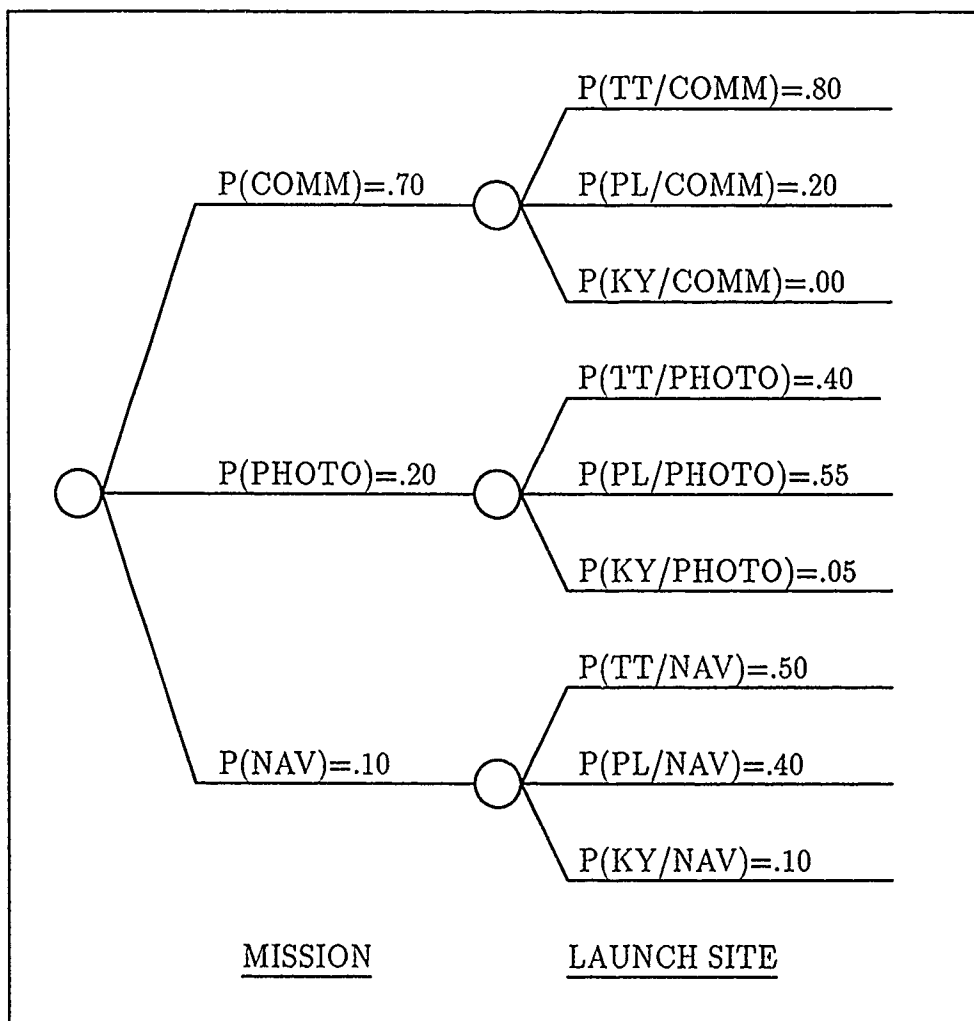 P(TT/COMM)=.80
P(COMM)=.70
P(PL/COMM)=.20
P(KY/COMM)=.00
P(TT/PHOTO)=.40
P(PHOTO)=.20
P(PL/PHOTO)=.55
P(KY/PHOTO)=.05
P(TT/NAV)=.50
P(NAV)=.10
P(PL/NAV)=.40
P(KY/NAV)=.10
MISSION
LAUNCH SITE